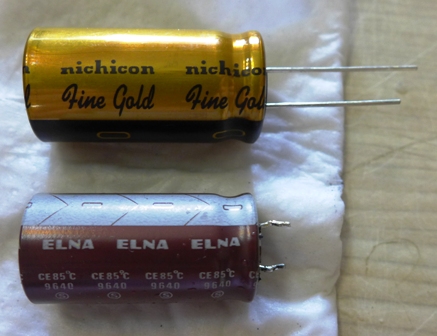 nichicon nichicon
Fine Gold Fine Gold
ELNA ELNA ELNA
CE85°C CE85°C CE85°C CE85°C
9640 9640 9640 9640